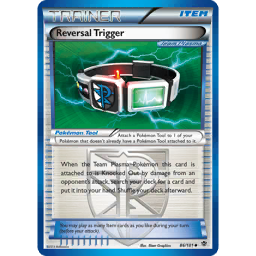 TRAINER
ITEM
Reversal Trigger
Team Plasma
Pokémon Tool
Attach a Pokémon Tool to 1 of your
Pokémon that doesn't already have a Pokémon Tool attached to it.
When the Team Plasma Pokémon this card is
attached to is Knocked Out by damage from an
opponent's attack, search your deck for a card and
put it into your hand. Shuffle your deck afterward.
You may play as many Item cards as you like during your turn
(before your attack).
86/101